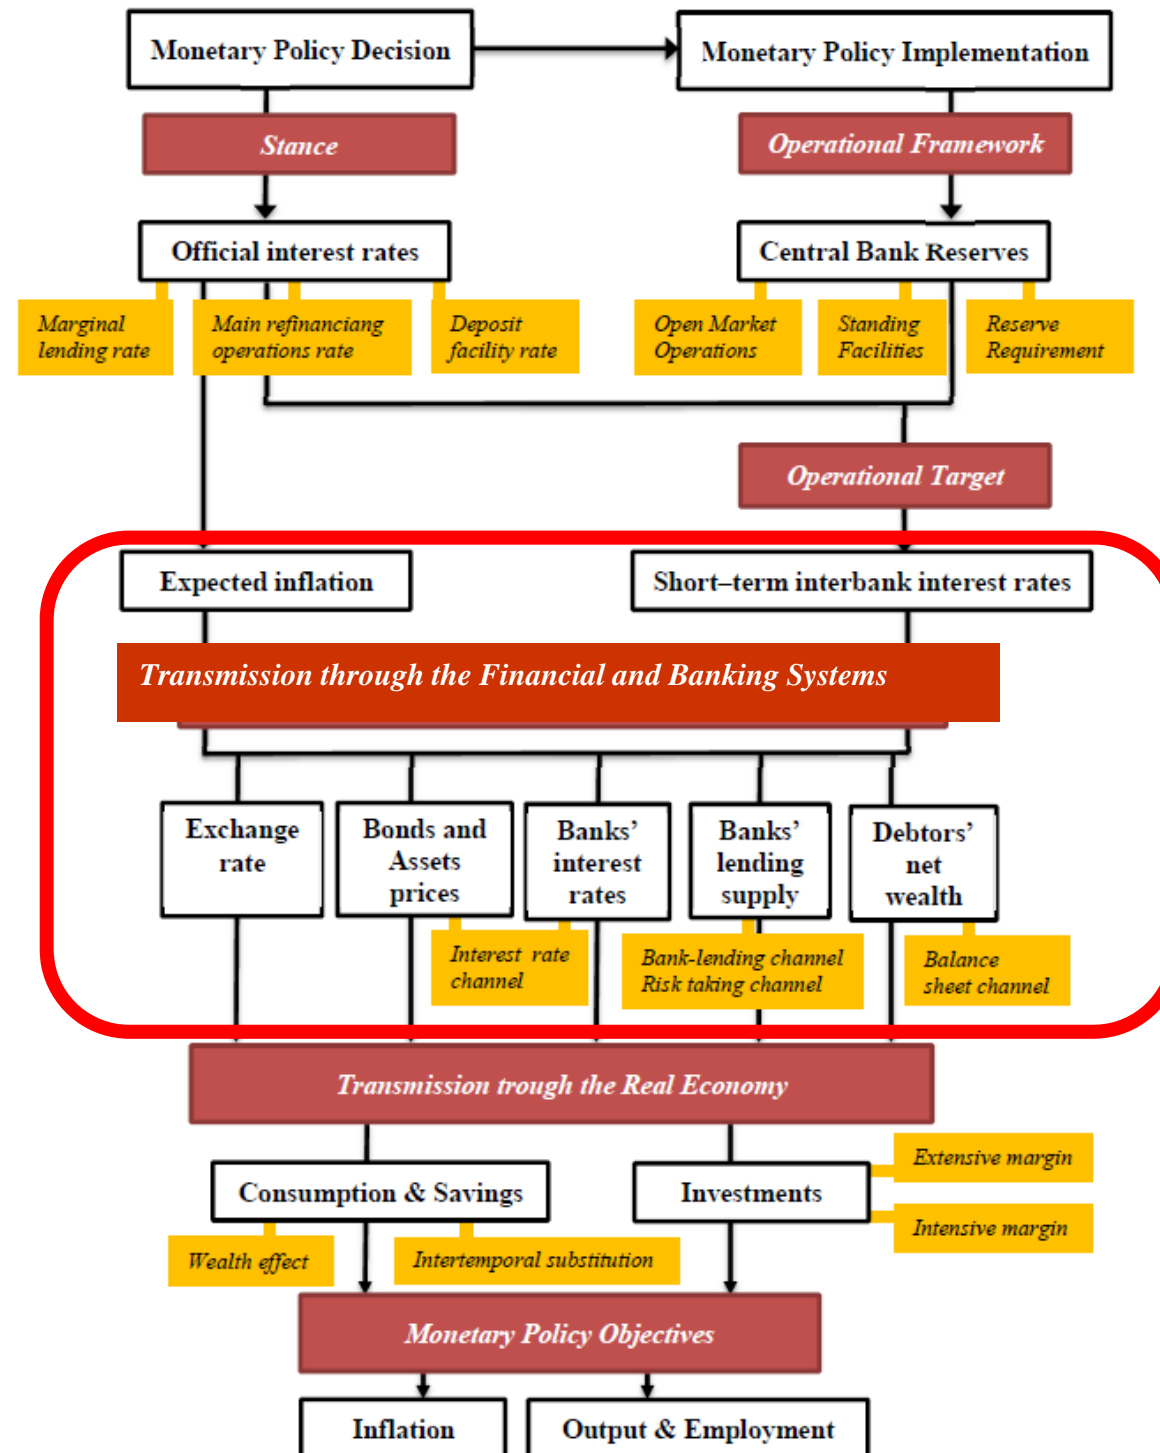 Monetary Policy Decision
Monetary Policy Implementation
Stance
Operational Framework
Official interest rates
Central Bank Reserves
Marginal
lending rate
Main refinanciang
operations rate
Deposit
facility rate
Open Market
Operations
Standing
Facilities
Reserve
Requirement
Operational Target
Expected inflation
Short–term interbank interest rates
Transmission through the Financial and Banking Systems
Exchange
rate
Bonds and
Assets
prices
Banks’
interest
rates
Banks’
lending
supply
Debtors’
net
wealth
Interest rate
channel
Bank-lending channel
Risk taking channel
Balance
sheet channel
Transmission trough the Real Economy
Consumption & Savings
Investments
Extensive margin
Intensive margin
Wealth effect
Intertemporal substitution
Monetary Policy Objectives
Inflation
Output & Employment